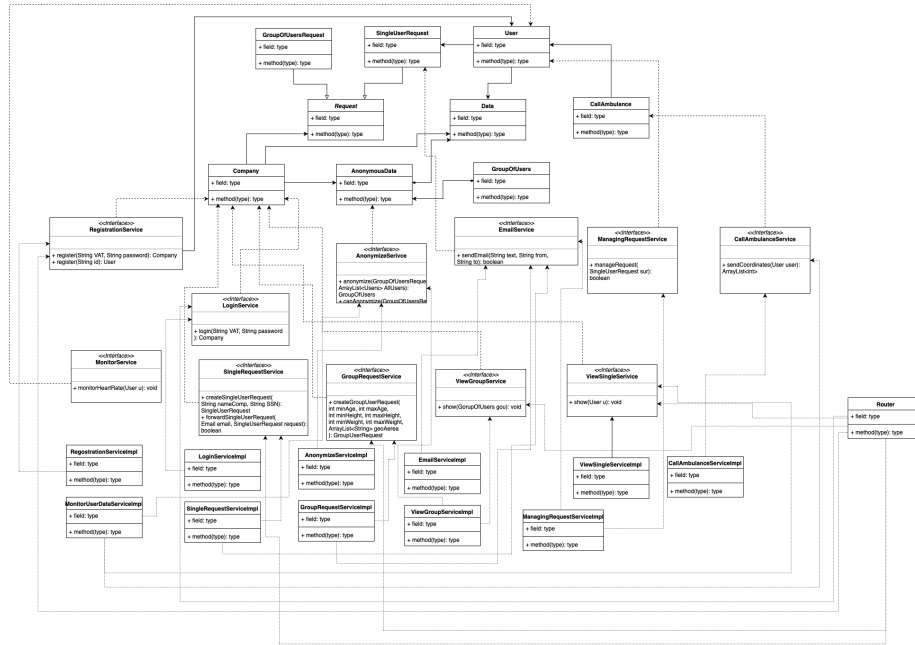 GroupOfUsersRequest
+ field: type
+ method(type): type
SingleUserRequest
+ field: type
+ method(type): type
User
+ field: type
+ method(type): type
Request
+ field: type
+ method(type): type
Data
+ field: type
+ method(type): type
CallAmbulance
+ field: type
+ method(type): type
Company
+ field: type
+ method(type): type
AnonymousData
+ field: type
+ method(type): type
GroupOfUsers
+ field: type
+ method(type): type
<<Interface>>
RegistrationService
+ register(String VAT, String password): Company
+ register(String id): User
<<Interface>>
AnonymizeSerivce
+ anonymize(GroupOfUsersReque
ArrayList<Users> AllUsers):
GroupOfUsers
+ canAnonymize(GroupOfUsersRe
<<Interface>>
EmailService
+ sendEmail(String text, String from,
String to): boolean
<<Interface>>
ManagingRequestService
+ manageRequest(
SingleUserRequest sur):
boolean
<<Interface>>
CallAmbulanceService
+ sendCoordinates(User user):
ArrayList<Int>
<<Interface>>
LoginService
+ login(String VAT, String password
): Company
<<Interface>>
MonitorService
+ monitorHeartRate(User u): void
<<Interface>>
SingleRequestService
+ createSingleUserRequest(
String nameComp, String SSN):
SingleUserRequest
+ forwardSingleUserRequest(
Email email, SingleUserRequest request):
boolean
<<Interface>>
GroupRequestService
+ createGroupUserRequest(
int minAge, int maxAge,
int minHeight, int maxHeight,
int minWeight, int maxWeight,
ArrayList<String> geoAerea
): GroupUserRequest
<<Interface>>
ViewGroupService
+ show(GorupOfUsers gou): void
<<Interface>>
ViewSingleService
+ show(User u): void
Router
+ field: type
+ method(type): type
RegostrationServiceImpl
+ field: type
+ method(type): type
LoginServiceImpl
+ field: type
+ method(type): type
AnonymizeServiceImpl
+ field: type
+ method(type): type
EmailServiceImpl
+ field: type
+ method(type): type
ViewSingleServiceImpl
+ field: type
+ method(type): type
CallAmbulanceServiceImpl
+ field: type
+ method(type): type
MonitorUserDataServiceImpl
+ field: type
+ method(type): type
SingleRequestServiceImpl
+ field: type
+ method(type): type
GroupRequestServiceImpl
+ field: type
+ method(type): type
ViewGroupServiceImpl
+ field: type
+ method(type): type
ManagingRequestServiceImpl
+ field: type
+ method(type): type